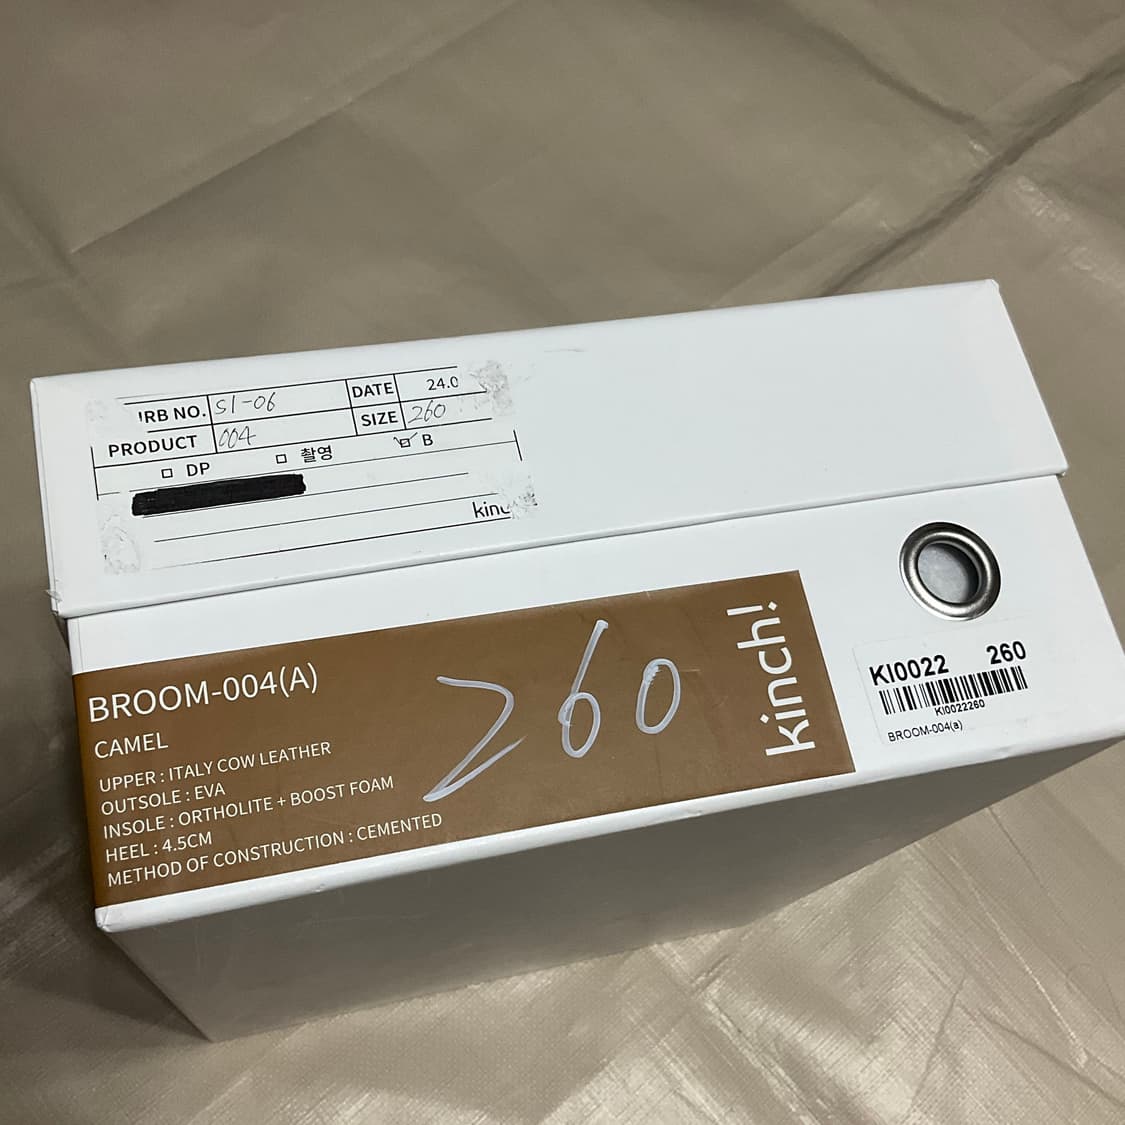 IRB NO. S1-06 DATE 24.0
PRODUCT 004 SIZE 260
DP 촬영 B
kinc
BROOM-004(A)
CAMEL
UPPER : ITALY COW LEATHER
OUTSOLE : EVA
INSOLE : ORTHOLITE + BOOST FOAM
HEEL : 4.5CM
METHOD OF CONSTRUCTION : CEMENTED
260
kinch!
KI0022 260
KI0022260
BROOM-004(a)